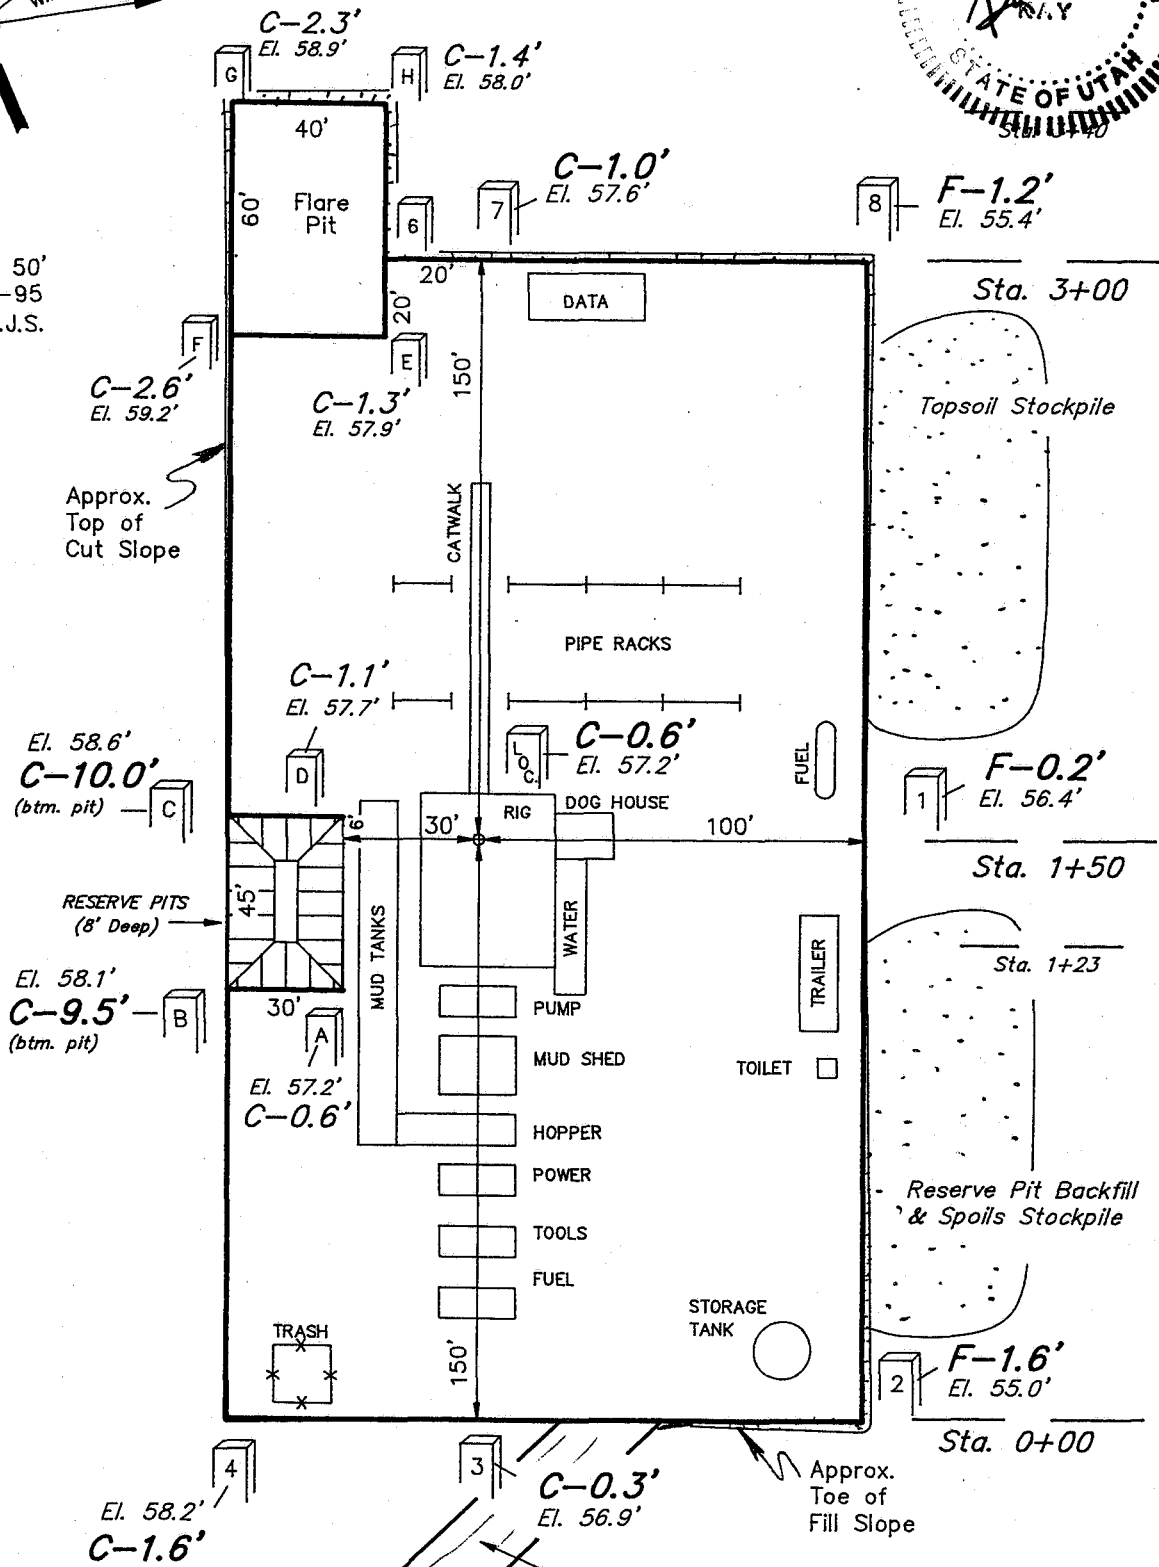 C-2.3'
El. 58.9'
G
H
C-1.4'
El. 58.0'
KAY
STATE OF UTAH
Sta. 3+40
40'
60'
Flare
Pit
6
7
C-1.0'
El. 57.6'
8
F-1.2'
El. 55.4'
50'
-95
.J.S.
20'
20'
DATA
Sta. 3+00
F
E
C-2.6'
El. 59.2'
C-1.3'
El. 57.9'
150'
Topsoil Stockpile
Approx.
Top of
Cut Slope
CATWALK
PIPE RACKS
C-1.1'
El. 57.7'
D
LOC.
C-0.6'
El. 57.2'
FUEL
El. 58.6'
C-10.0'
(btm. pit)
C
1
F-0.2'
El. 56.4'
6'
30'
RIG
DOG HOUSE
100'
Sta. 1+50
RESERVE PITS
(8' Deep)
45'
MUD TANKS
WATER
TRAILER
Sta. 1+23
El. 58.1'
C-9.5'
(btm. pit)
B
30'
A
El. 57.2'
C-0.6'
PUMP
MUD SHED
TOILET
HOPPER
POWER
TOOLS
FUEL
Reserve Pit Backfill
& Spoils Stockpile
STORAGE
TANK
TRASH
150'
2
F-1.6'
El. 55.0'
Sta. 0+00
4
El. 58.2'
C-1.6'
3
C-0.3'
El. 56.9'
Approx.
Toe of
Fill Slope